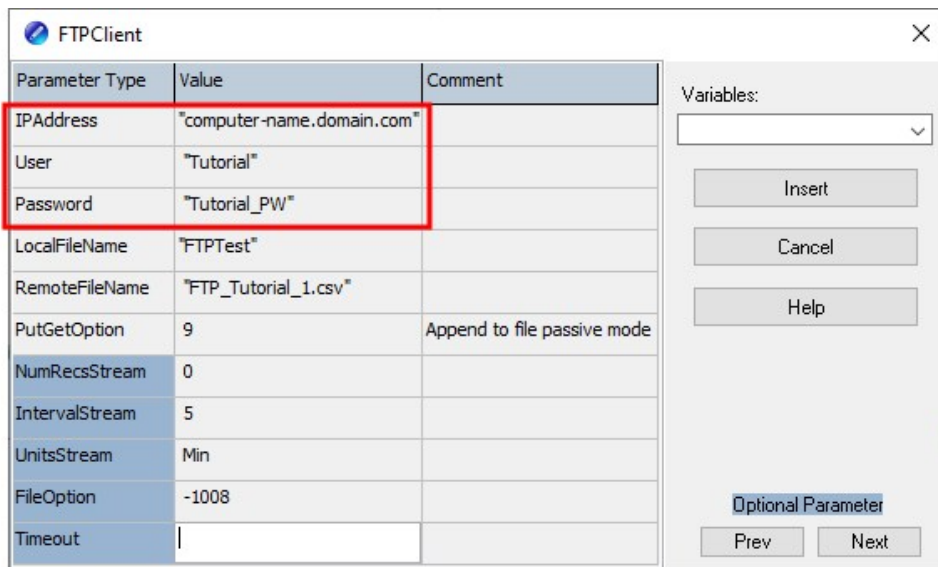 FTPClient
Parameter Type Value Comment
IPAddress "computer-name.domain.com"
User "Tutorial"
Password "Tutorial_PW"
LocalFileName "FTPTest"
RemoteFileName "FTP_Tutorial_1.csv"
PutGetOption 9 Append to file passive mode
NumRecsStream 0
IntervalStream 5
UnitsStream Min
FileOption -1008
Timeout
Variables:
Insert
Cancel
Help
Optional Parameter
Prev Next